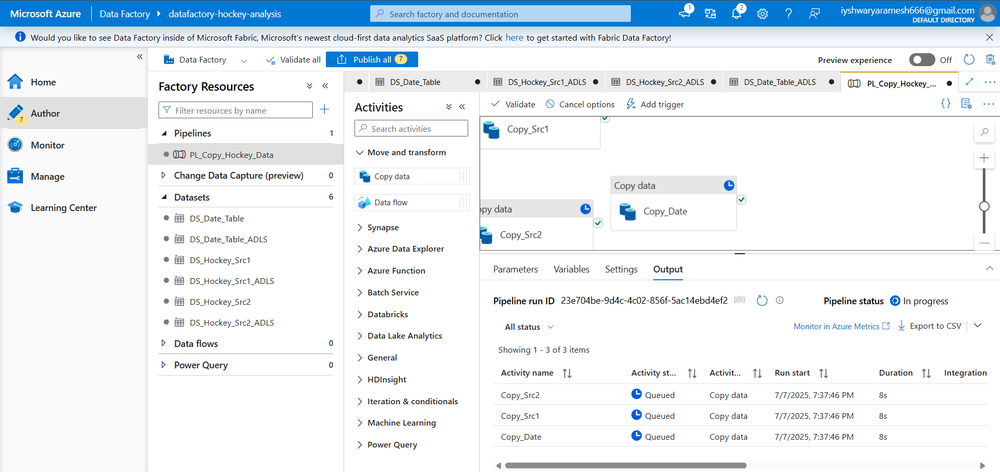 Microsoft Azure
Data Factory
datafactory-hockey-analysis
Search factory and documentation
1
2
iyshwaryaramesh666@gmail.com
DEFAULT DIRECTORY
Would you like to see Data Factory inside of Microsoft Fabric, Microsoft's newest cloud-first data analytics SaaS platform? Click here to get started with Fabric Data Factory!
Home
Author
7
Monitor
Manage
Learning Center
Data Factory
Validate all
Publish all 7
Preview experience
Off
Factory Resources
Filter resources by name
Pipelines 1
PL_Copy_Hockey_Data
Change Data Capture (preview) 0
Datasets 6
DS_Date_Table
DS_Date_Table_ADLS
DS_Hockey_Src1
DS_Hockey_Src1_ADLS
DS_Hockey_Src2
DS_Hockey_Src2_ADLS
Data flows 0
Power Query 0
DS_Date_Table
DS_Hockey_Src1_ADLS
DS_Hockey_Src2_ADLS
DS_Date_Table_ADLS
PL_Copy_Hockey_...
Activities
Search activities
Move and transform
Copy data
Data flow
Synapse
Azure Data Explorer
Azure Function
Batch Service
Databricks
Data Lake Analytics
General
HDInsight
Iteration & conditionals
Machine Learning
Power Query
Validate
Cancel options
Add trigger
Copy_Src1
Copy data
Copy_Date
opy data
Copy_Src2
Parameters
Variables
Settings
Output
Pipeline run ID 23e704be-9d4c-4c02-856f-5ac14ebd4ef2 [@]
Pipeline status In progress
All status
Monitor in Azure Metrics
Export to CSV
Showing 1 - 3 of 3 items
Activity name Activity st... Activit... Run start Duration Integration
Copy_Src2 Queued Copy data 7/7/2025, 7:37:46 PM 8s
Copy_Src1 Queued Copy data 7/7/2025, 7:37:46 PM 8s
Copy_Date Queued Copy data 7/7/2025, 7:37:46 PM 8s